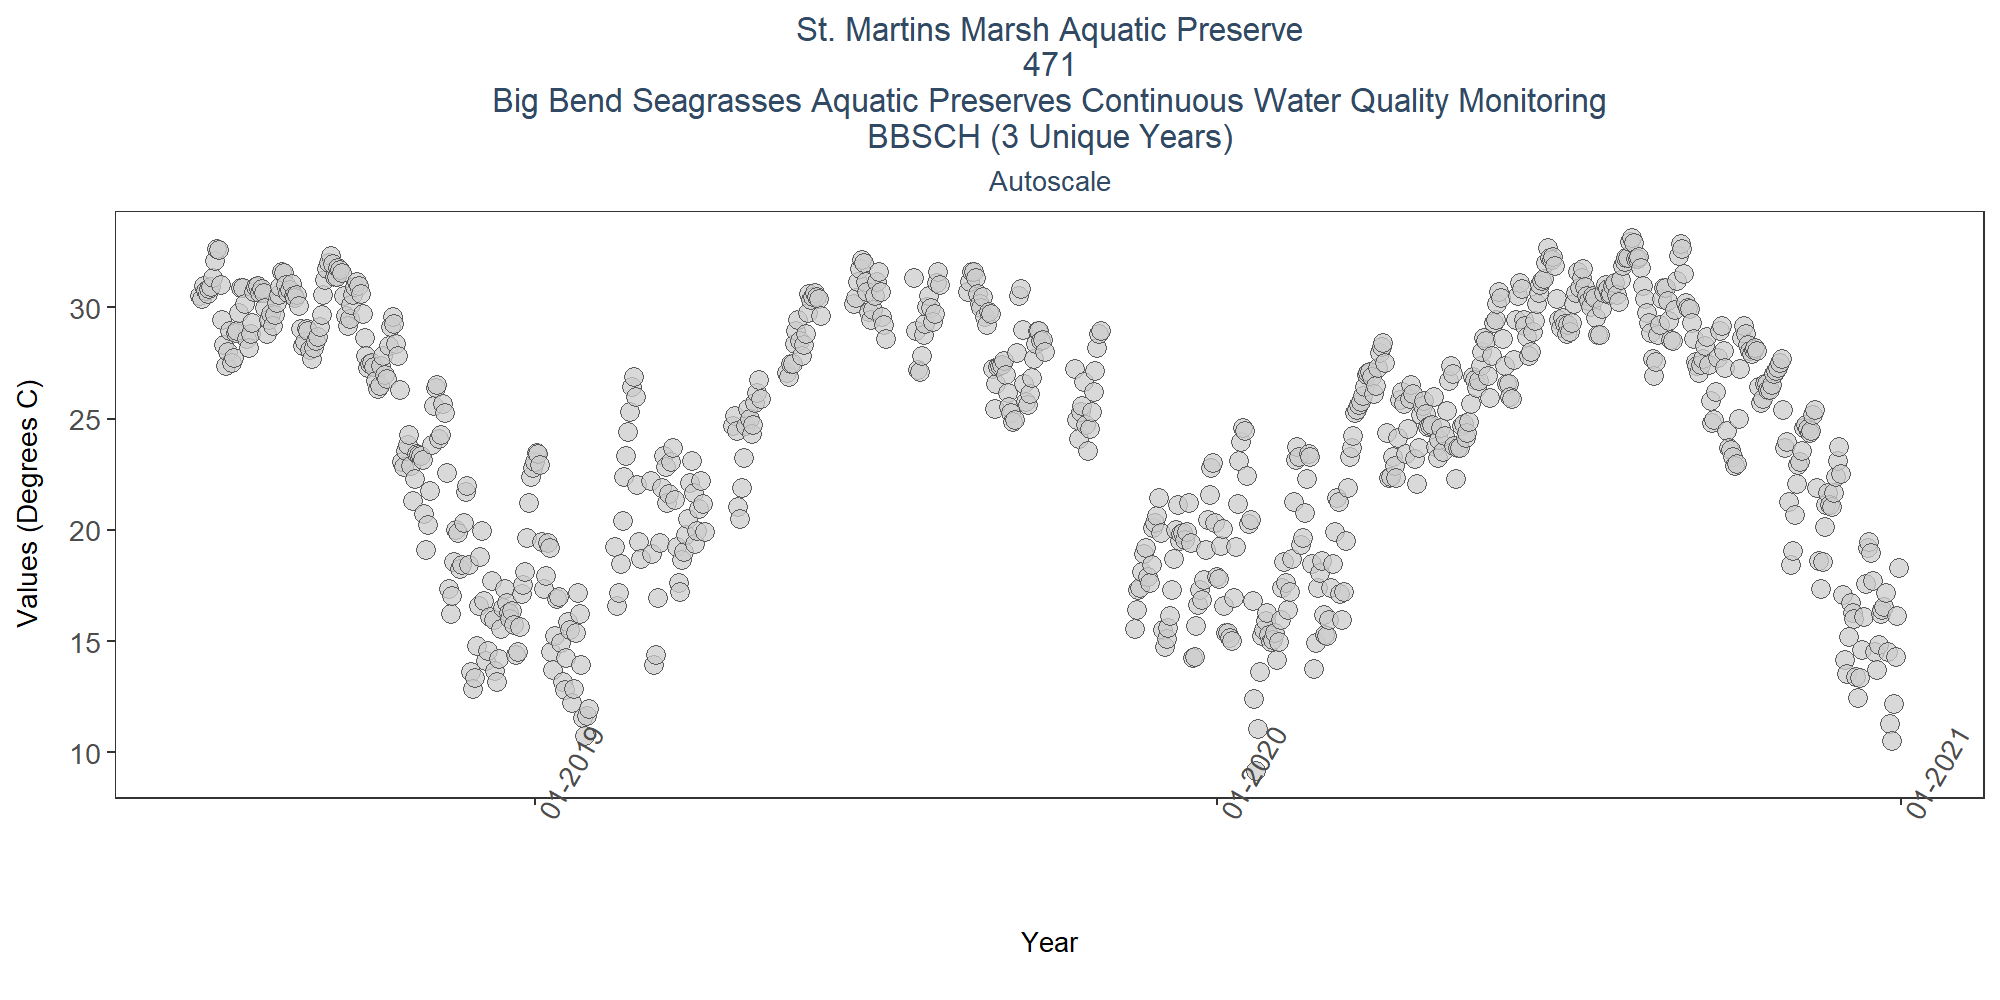 St. Martins Marsh Aquatic Preserve
471
Big Bend Seagrasses Aquatic Preserves Continuous Water Quality Monitoring
BBSCH (3 Unique Years)
Autoscale
Values (Degrees C)
30
25
20
15
10
01-2019
01-2020
01-2021
Year